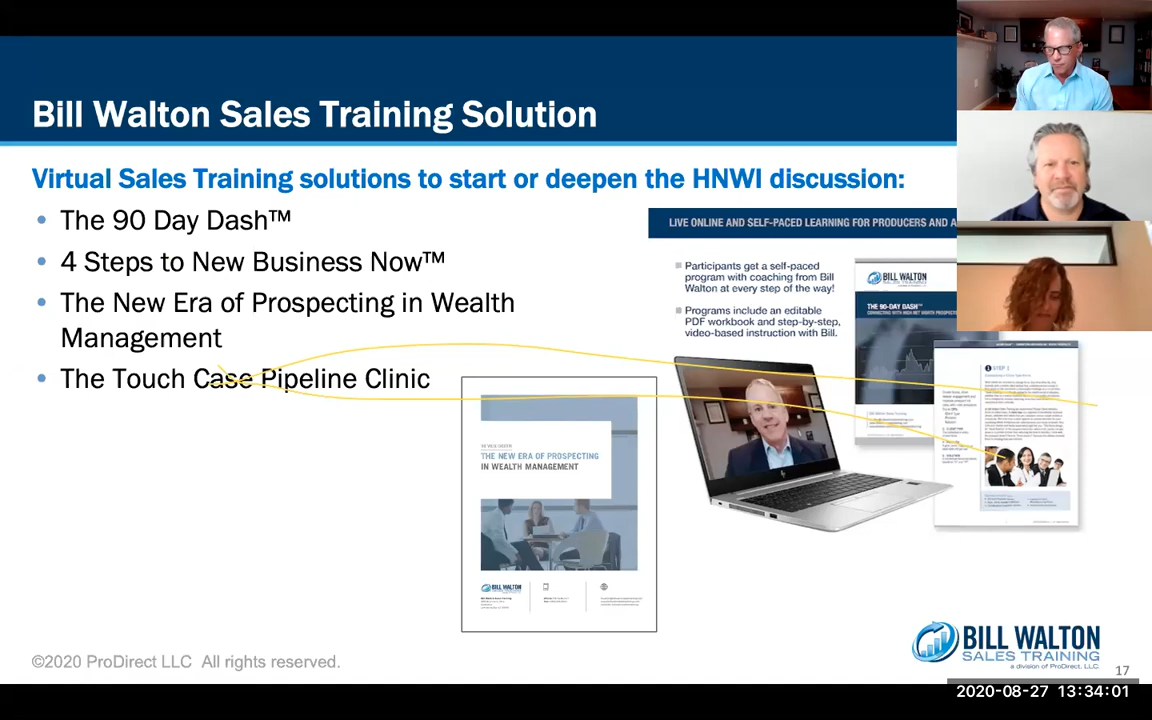 Bill Walton Sales Training Solution
Virtual Sales Training solutions to start or deepen the HNWI discussion:
• The 90 Day Dash™
• 4 Steps to New Business Now™
• The New Era of Prospecting in Wealth
Management
• The Touch Case Pipeline Clinic
LIVE ONLINE AND SELF-PACED LEARNING FOR PRODUCERS AND A
Participants get a self-paced
program with coaching from Bill
Walton at every step of the way!
Programs include an editable
PDF workbook and step-by-step,
video-based instruction with Bill.
BILL WALTON
THE 90-DAY DASH™
STEP 1
THE NEW ERA OF PROSPECTING
IN WEALTH MANAGEMENT
BILL WALTON
©2020 ProDirect LLC All rights reserved.
BILL WALTON
SALES TRAINING
a division of ProDirect, LLC.
17
2020-08-27 13:34:01